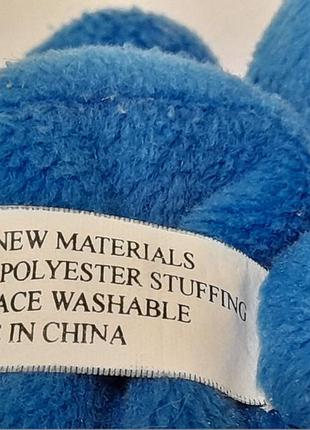 NEW MATERIALS
POLYESTER STUFFING
ACE WASHABLE
IN CHINA